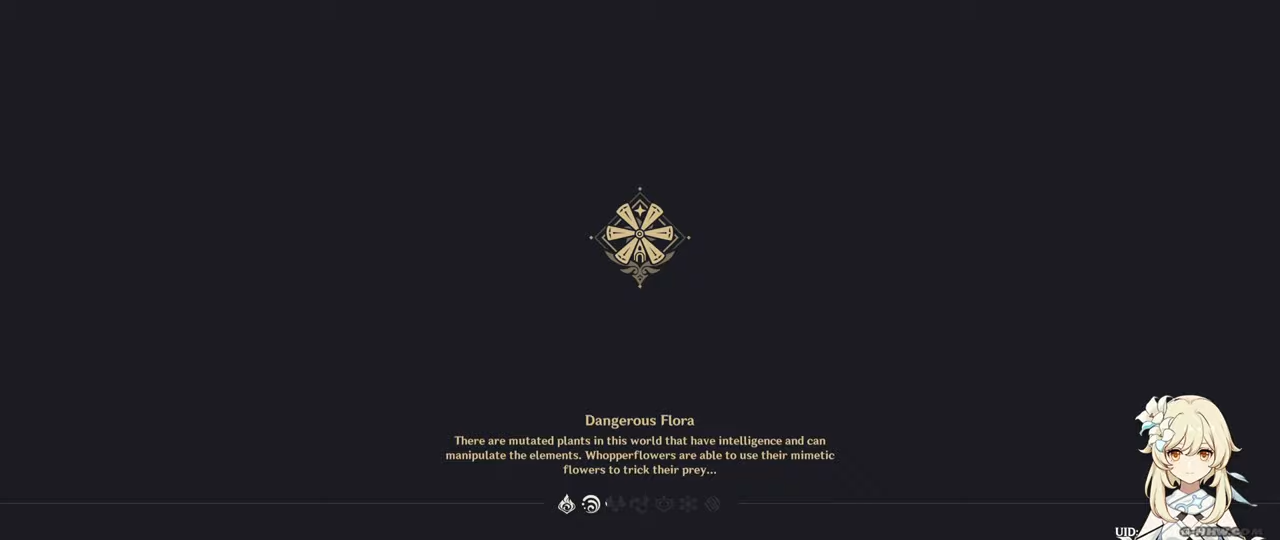 Dangerous Flora
There are mutated plants in this world that have intelligence and can
manipulate the elements. Whopperflowers are able to use their mimetic
flowers to trick their prey...
UID: